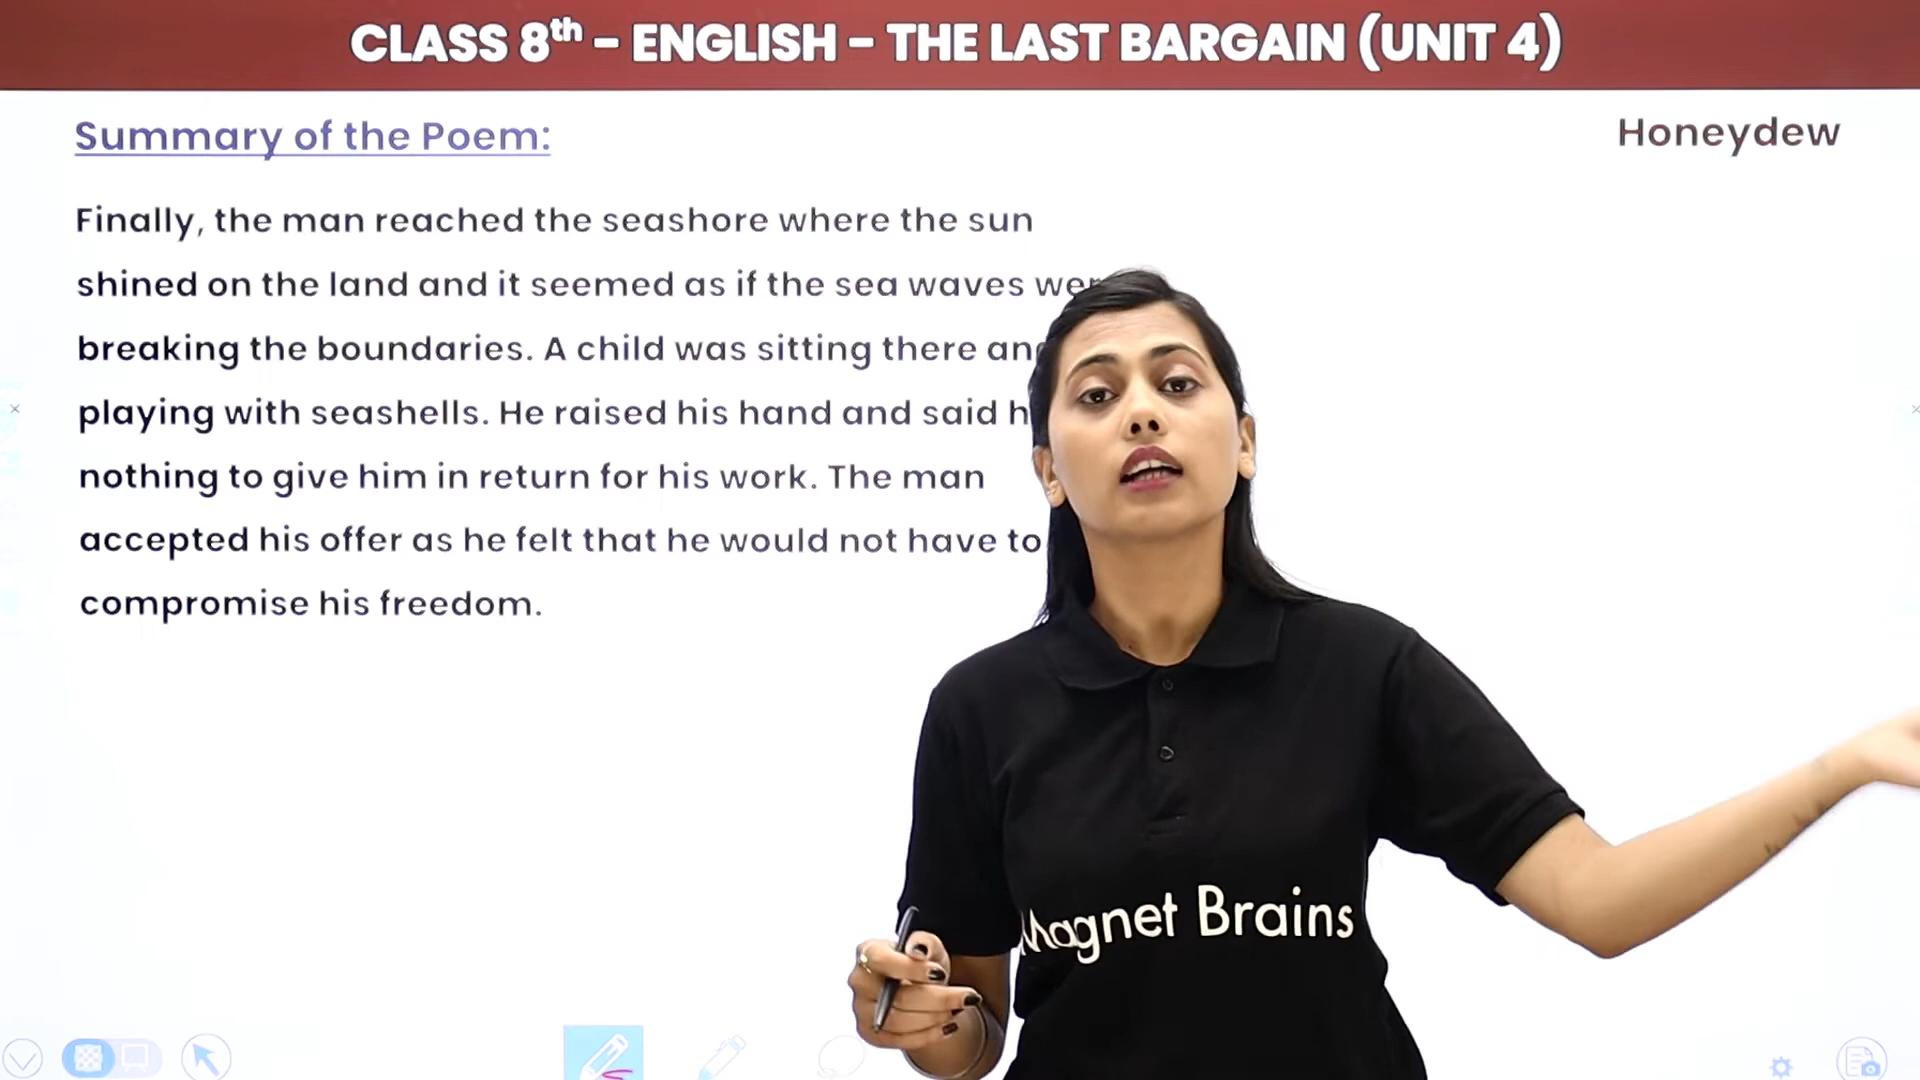 CLASS 8th – ENGLISH – THE LAST BARGAIN (UNIT 4)
Summary of the Poem:
Honeydew
Finally, the man reached the seashore where the sun
shined on the land and it seemed as if the sea waves
breaking the boundaries. A child was sitting there
playing with seashells. He raised his hand and said
nothing to give him in return for his work. The man
accepted his offer as he felt that he would not have to
compromise his freedom.
Magnet Brains